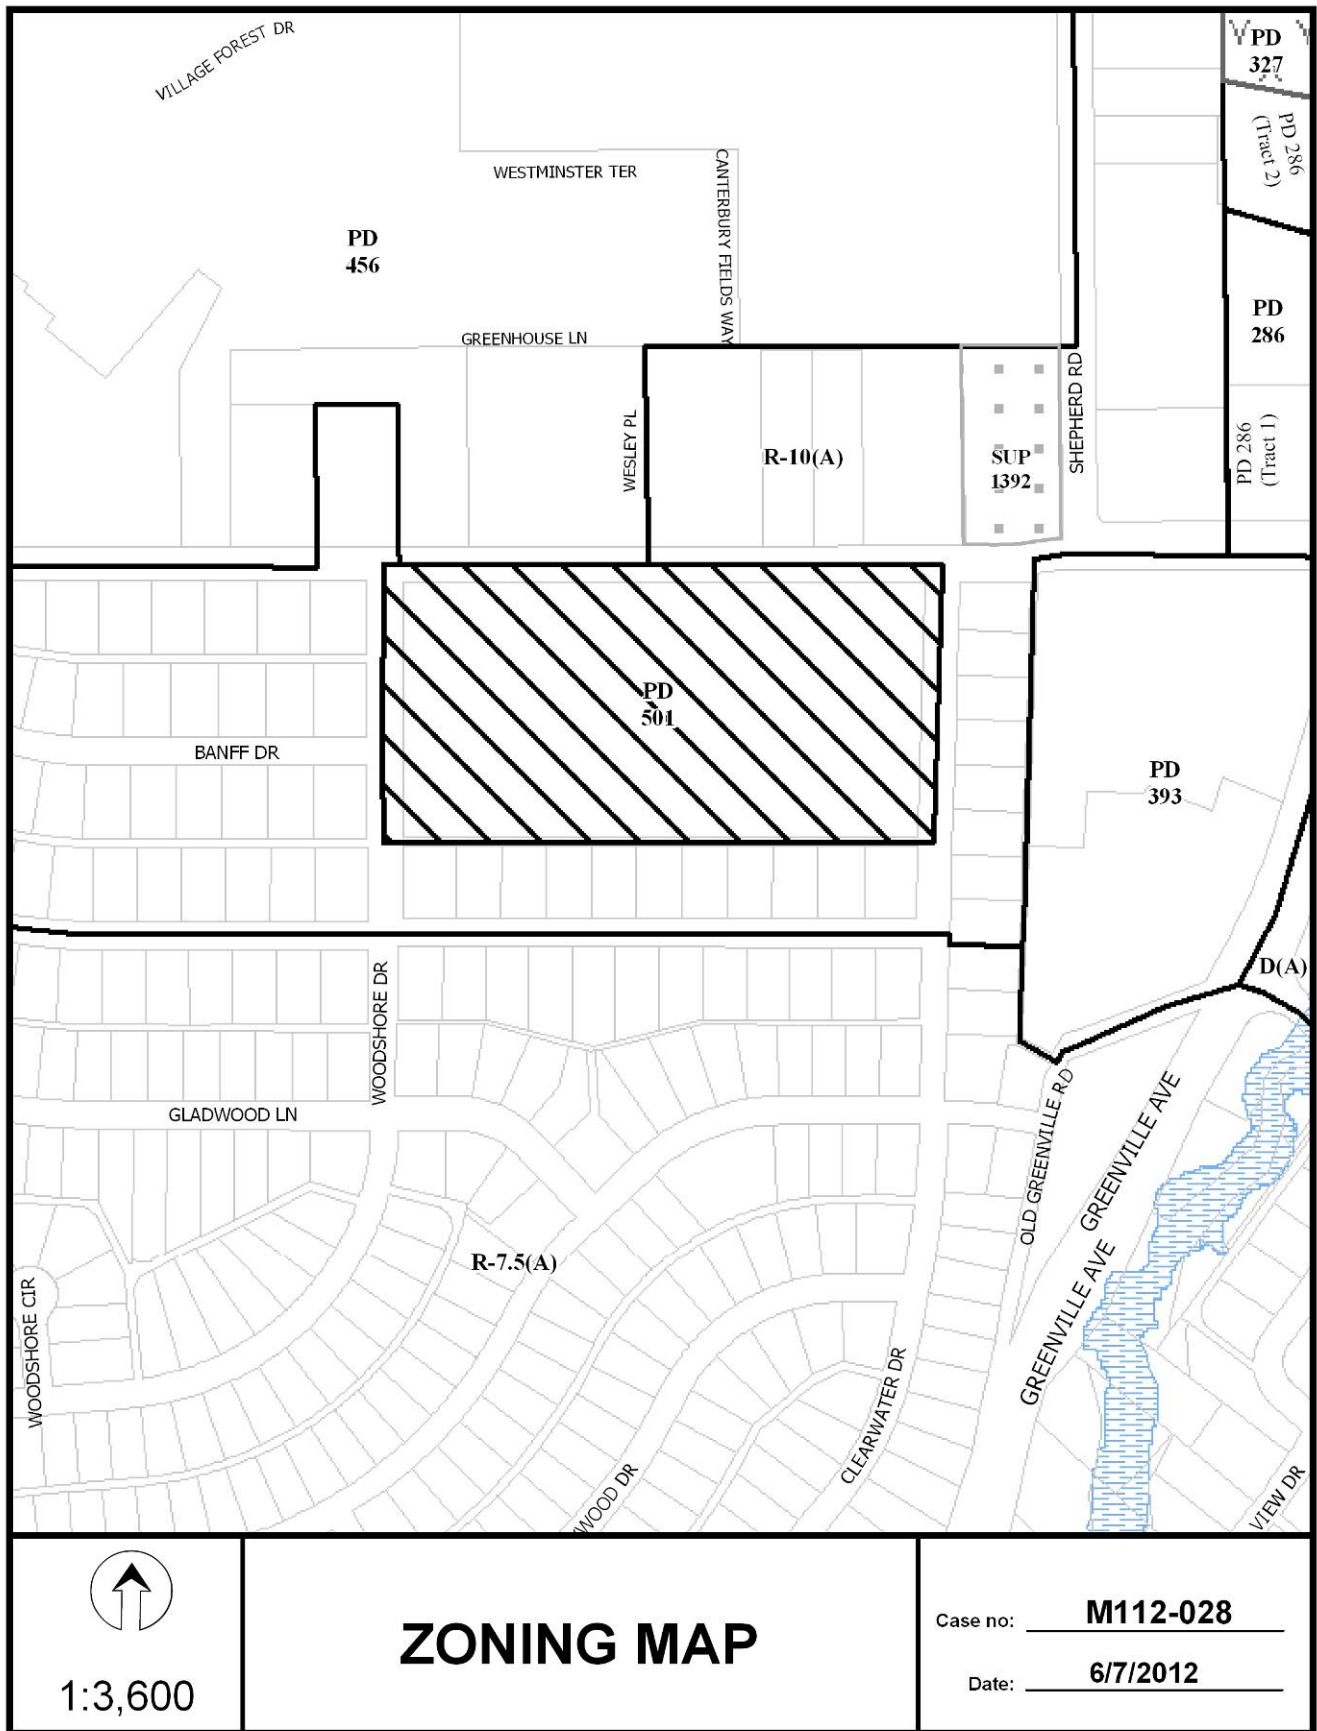 VILLAGE FOREST DR
PD
327
PD 286
(Tract 2)
WESTMINSTER TER
CANTERBURY FIELDS WAY
PD
456
PD
286
GREENHOUSE LN
SHEPHERD RD
WESLEY PL
R-10(A)
SUP
1392
PD 286
(Tract 1)
PD
501
BANFF DR
PD
393
D(A)
WOODSHORE DR
GLADWOOD LN
OLD GREENVILLE RD
GREENVILLE AVE
GREENVILLE AVE
R-7.5(A)
WOODSHORE CIR
CLEARWATER DR
WOOD DR
VIEW DR
1:3,600
ZONING MAP
Case no: M112-028
Date: 6/7/2012